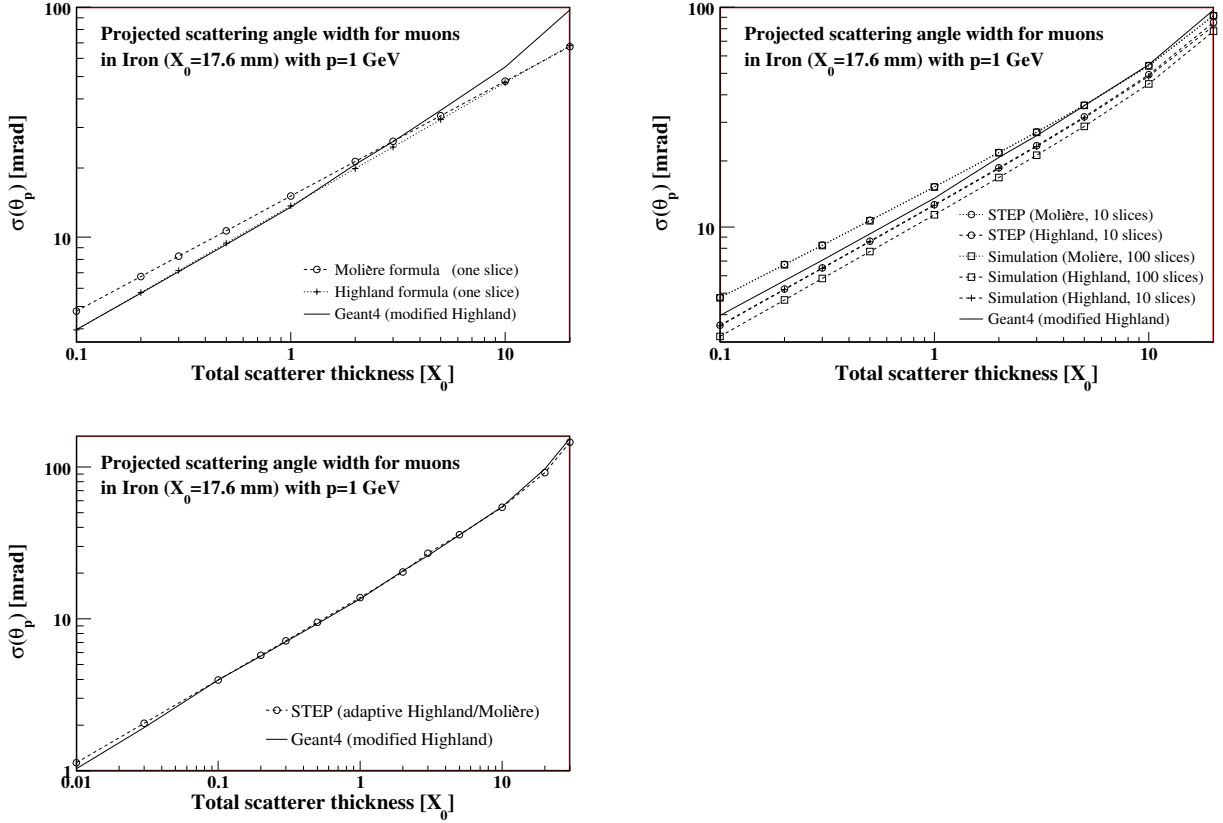 100
10
0.1
1
10
σ(θp) [mrad]
Total scatterer thickness [X0]
Projected scattering angle width for muons
in Iron (X0=17.6 mm) with p=1 GeV
Molière formula (one slice)
Highland formula (one slice)
Geant4 (modified Highland)
100
10
0.1
1
10
σ(θp) [mrad]
Total scatterer thickness [X0]
Projected scattering angle width for muons
in Iron (X0=17.6 mm) with p=1 GeV
STEP (Molière, 10 slices)
STEP (Highland, 10 slices)
Simulation (Molière, 100 slices)
Simulation (Highland, 100 slices)
Simulation (Highland, 10 slices)
Geant4 (modified Highland)
100
10
1
0.01
0.1
1
10
σ(θp) [mrad]
Total scatterer thickness [X0]
Projected scattering angle width for muons
in Iron (X0=17.6 mm) with p=1 GeV
STEP (adaptive Highland/Molière)
Geant4 (modified Highland)